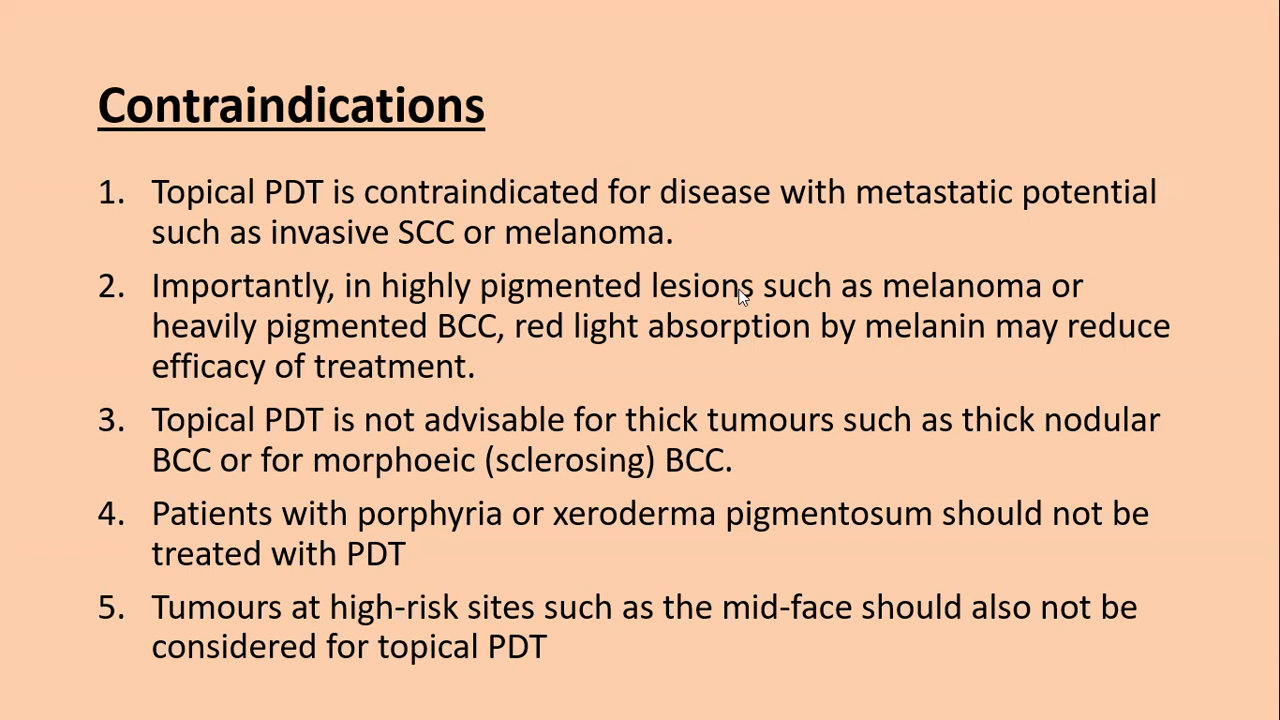 Contraindications
1. Topical PDT is contraindicated for disease with metastatic potential
such as invasive SCC or melanoma.
2. Importantly, in highly pigmented lesions such as melanoma or
heavily pigmented BCC, red light absorption by melanin may reduce
efficacy of treatment.
3. Topical PDT is not advisable for thick tumours such as thick nodular
BCC or for morphoeic (sclerosing) BCC.
4. Patients with porphyria or xeroderma pigmentosum should not be
treated with PDT
5. Tumours at high-risk sites such as the mid-face should also not be
considered for topical PDT